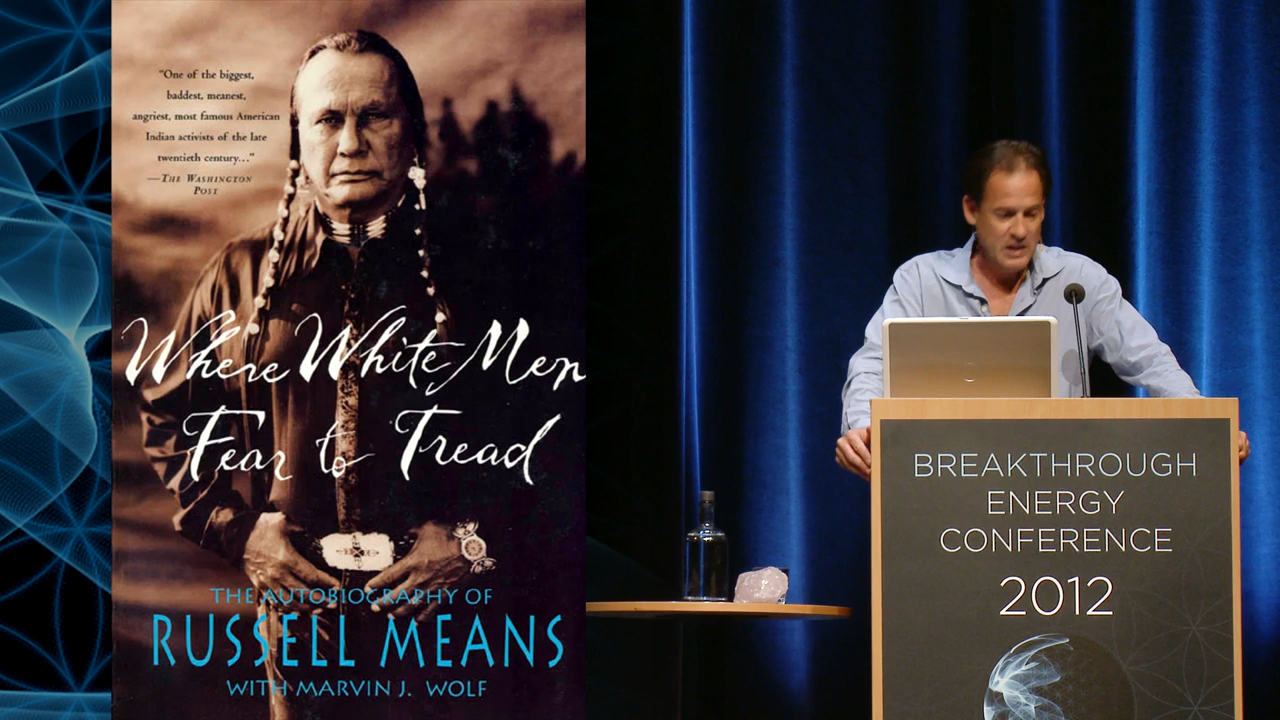 "One of the biggest,
baddest, meanest,
angriest, most famous American
Indian activists of the late
twentieth century..."
—THE WASHINGTON
POST
Where White Men
Fear to Tread
THE AUTOBIOGRAPHY OF
RUSSELL MEANS
WITH MARVIN J. WOLF
BREAKTHROUGH
ENERGY
CONFERENCE
2012